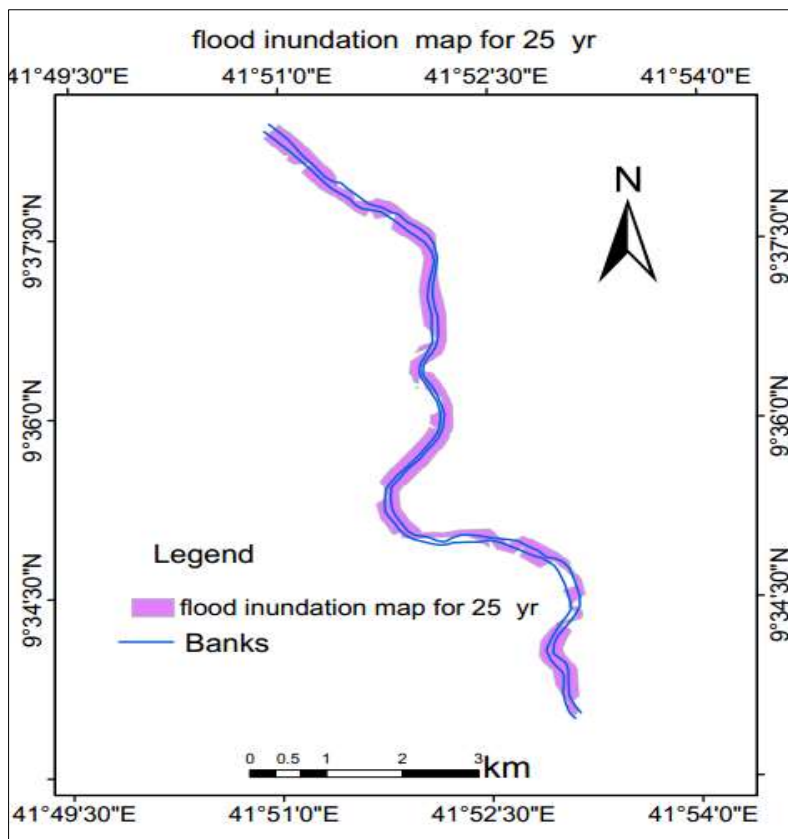 flood inundation map for 25 yr
41°49'30"E 41°51'0"E 41°52'30"E 41°54'0"E
N
9°37'30"N 9°37'30"N
9°36'0"N 9°36'0"N
Legend
flood inundation map for 25 yr
Banks
9°34'30"N 9°34'30"N
0 0.5 1 2 3 km
41°49'30"E 41°51'0"E 41°52'30"E 41°54'0"E